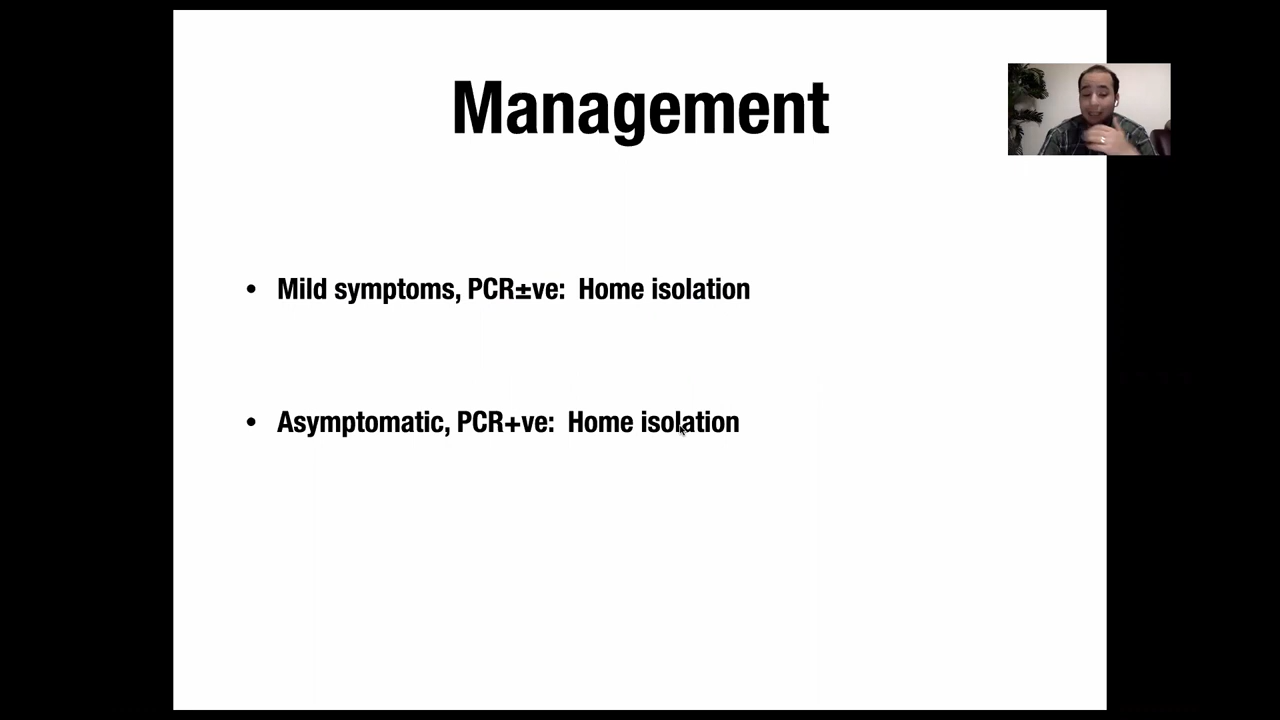 Management
• Mild symptoms, PCR±ve: Home isolation
• Asymptomatic, PCR+ve: Home isolation